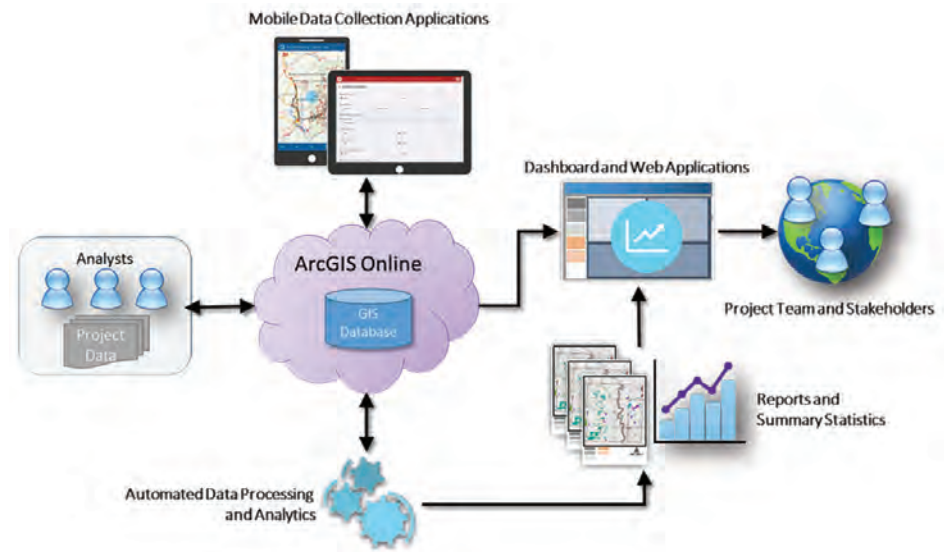 Mobile Data Collection Applications
Dashboard and Web Applications
Analysts
Project
Data
ArcGIS Online
GIS
Database
Project Team and Stakeholders
Reports and
Summary Statistics
Automated Data Processing
and Analytics